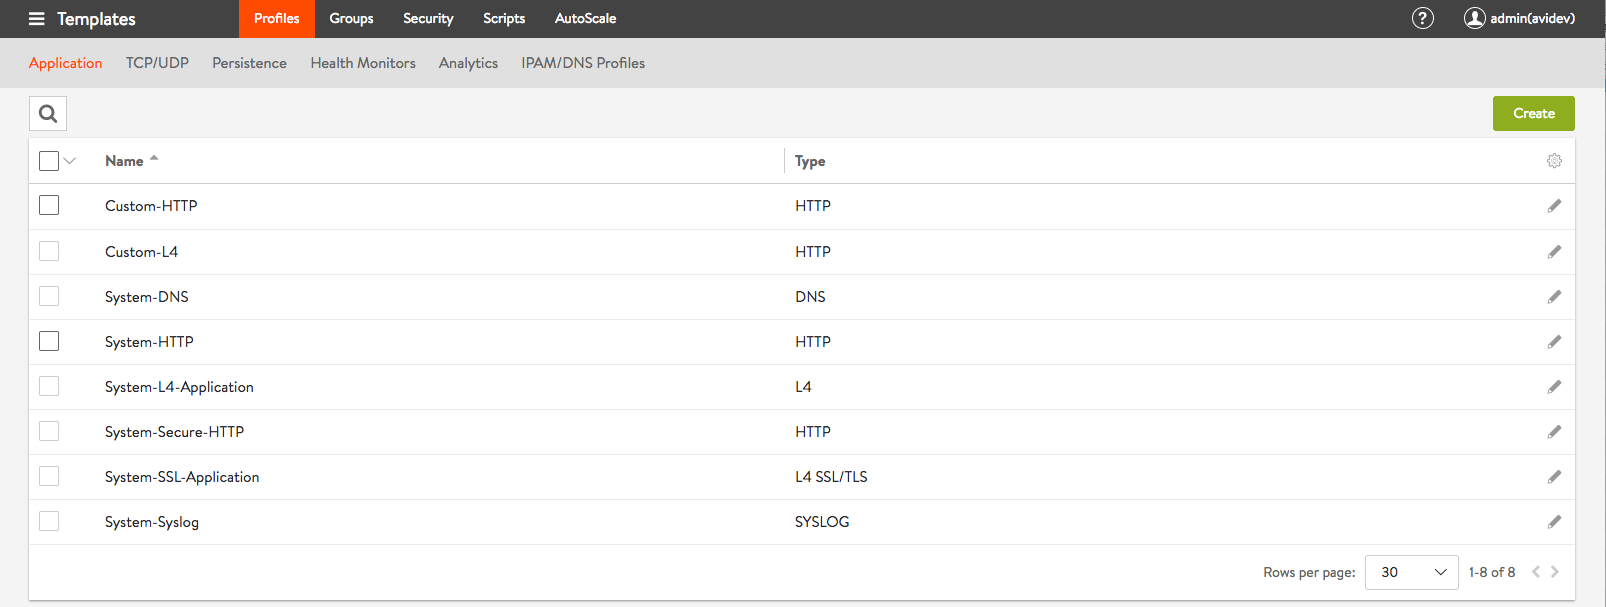 Templates Profiles Groups Security Scripts AutoScale ? admin(avidev)
Application TCP/UDP Persistence Health Monitors Analytics IPAM/DNS Profiles
Create
Name Type
Custom-HTTP HTTP
Custom-L4 HTTP
System-DNS DNS
System-HTTP HTTP
System-L4-Application L4
System-Secure-HTTP HTTP
System-SSL-Application L4 SSL/TLS
System-Syslog SYSLOG
Rows per page: 30 1-8 of 8